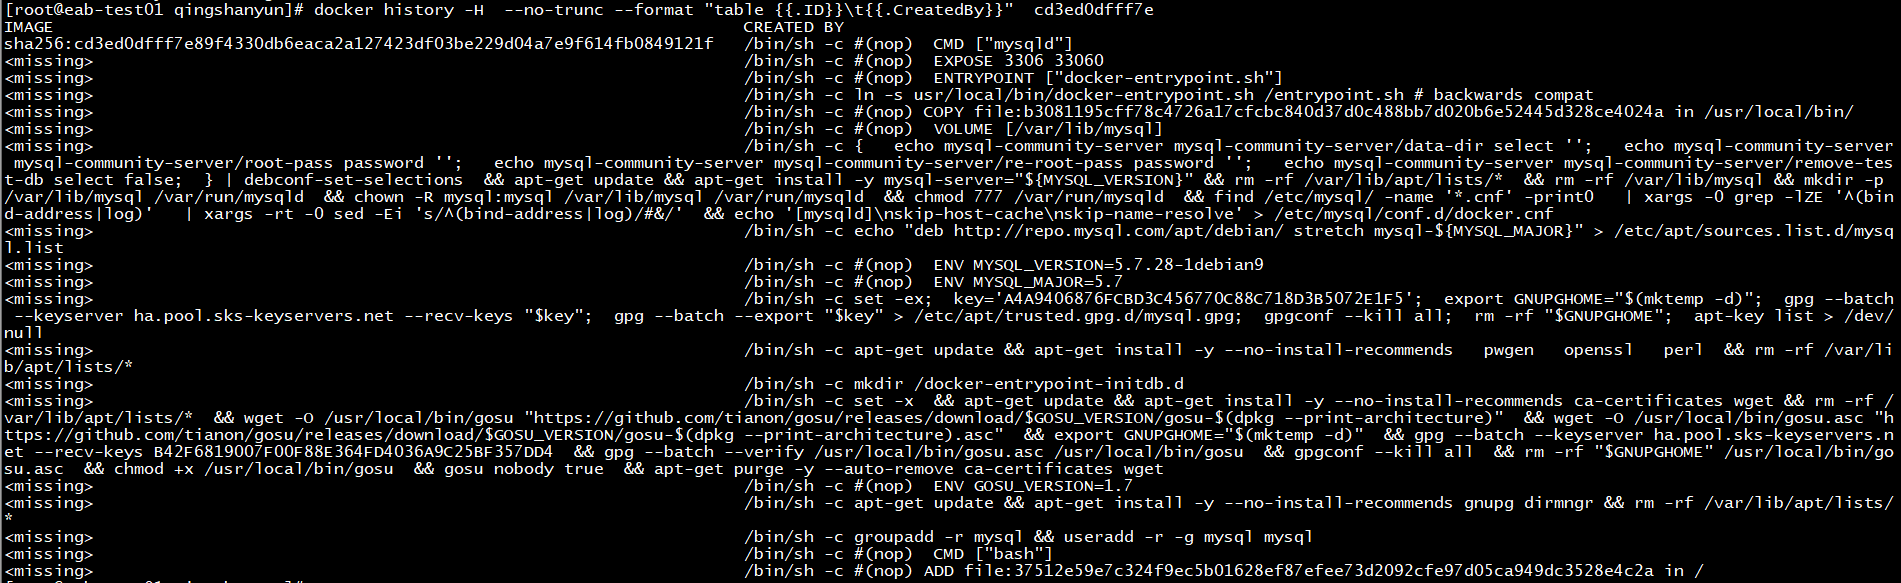 [root@eab-test01 qingshanyun]# docker history -H  --no-trunc --format "table {{.ID}}\t{{.CreatedBy}}"  cd3ed0dfff7e
IMAGE                                                                     CREATED BY
sha256:cd3ed0dfff7e89f4330db6eaca2a127423df03be229d04a7e9f614fb0849121f   /bin/sh -c #(nop)  CMD ["mysqld"]
<missing>                                                                 /bin/sh -c #(nop)  EXPOSE 3306 33060
<missing>                                                                 /bin/sh -c #(nop)  ENTRYPOINT ["docker-entrypoint.sh"]
<missing>                                                                 /bin/sh -c ln -s usr/local/bin/docker-entrypoint.sh /entrypoint.sh # backwards compat
<missing>                                                                 /bin/sh -c #(nop) COPY file:b3081195cff78c4726a17cfcbc840d37d0c488bb7d020b6e52445d328ce4024a in /usr/local/bin/
<missing>                                                                 /bin/sh -c #(nop)  VOLUME [/var/lib/mysql]
<missing>                                                                 /bin/sh -c {   echo mysql-community-server mysql-community-server/data-dir select '';   echo mysql-community-server
 mysql-community-server/root-pass password '';   echo mysql-community-server mysql-community-server/re-root-pass password '';   echo mysql-community-server mysql-community-server/remove-tes
t-db select false;  } | debconf-set-selections  && apt-get update && apt-get install -y mysql-server="${MYSQL_VERSION}" && rm -rf /var/lib/apt/lists/*  && rm -rf /var/lib/mysql && mkdir -p
/var/lib/mysql /var/run/mysqld  && chown -R mysql:mysql /var/lib/mysql /var/run/mysqld  && chmod 777 /var/run/mysqld  && find /etc/mysql/ -name '*.cnf' -print0   | xargs -0 grep -lZE '^(bin
d-address|log)'   | xargs -rt -0 sed -Ei 's/^(bind-address|log)/#&/'  && echo '[mysqld]\nskip-host-cache\nskip-name-resolve' > /etc/mysql/conf.d/docker.cnf
<missing>                                                                 /bin/sh -c echo "deb http://repo.mysql.com/apt/debian/ stretch mysql-${MYSQL_MAJOR}" > /etc/apt/sources.list.d/mysq
l.list
<missing>                                                                 /bin/sh -c #(nop)  ENV MYSQL_VERSION=5.7.28-1debian9
<missing>                                                                 /bin/sh -c #(nop)  ENV MYSQL_MAJOR=5.7
<missing>                                                                 /bin/sh -c set -ex;  key='A4A9406876FCBD3C456770C88C718D3B5072E1F5';  export GNUPGHOME="$(mktemp -d)";  gpg --batch
 --keyserver ha.pool.sks-keyservers.net --recv-keys "$key";  gpg --batch --export "$key" > /etc/apt/trusted.gpg.d/mysql.gpg;  gpgconf --kill all;  rm -rf "$GNUPGHOME";  apt-key list > /dev/
null
<missing>                                                                 /bin/sh -c apt-get update && apt-get install -y --no-install-recommends   pwgen   openssl   perl  && rm -rf /var/li
b/apt/lists/*
<missing>                                                                 /bin/sh -c mkdir /docker-entrypoint-initdb.d
<missing>                                                                 /bin/sh -c set -x  && apt-get update && apt-get install -y --no-install-recommends ca-certificates wget && rm -rf /
var/lib/apt/lists/*  && wget -O /usr/local/bin/gosu "https://github.com/tianon/gosu/releases/download/$GOSU_VERSION/gosu-$(dpkg --print-architecture)"  && wget -O /usr/local/bin/gosu.asc "h
ttps://github.com/tianon/gosu/releases/download/$GOSU_VERSION/gosu-$(dpkg --print-architecture).asc"  && export GNUPGHOME="$(mktemp -d)"  && gpg --batch --keyserver ha.pool.sks-keyservers.n
et --recv-keys B42F6819007F00F88E364FD4036A9C25BF357DD4  && gpg --batch --verify /usr/local/bin/gosu.asc /usr/local/bin/gosu  && gpgconf --kill all  && rm -rf "$GNUPGHOME" /usr/local/bin/go
su.asc  && chmod +x /usr/local/bin/gosu  && gosu nobody true  && apt-get purge -y --auto-remove ca-certificates wget
<missing>                                                                 /bin/sh -c #(nop)  ENV GOSU_VERSION=1.7
<missing>                                                                 /bin/sh -c apt-get update && apt-get install -y --no-install-recommends gnupg dirmngr && rm -rf /var/lib/apt/lists/
*
<missing>                                                                 /bin/sh -c groupadd -r mysql && useradd -r -g mysql mysql
<missing>                                                                 /bin/sh -c #(nop)  CMD ["bash"]
<missing>                                                                 /bin/sh -c #(nop) ADD file:37512e59e7c324f9ec5b01628ef87efee73d2092cfe97d05ca949dc3528e4c2a in /